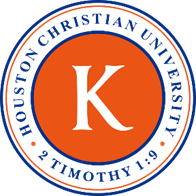 HOUSTON CHRISTIAN UNIVERSITY
K
2 TIMOTHY 1:9